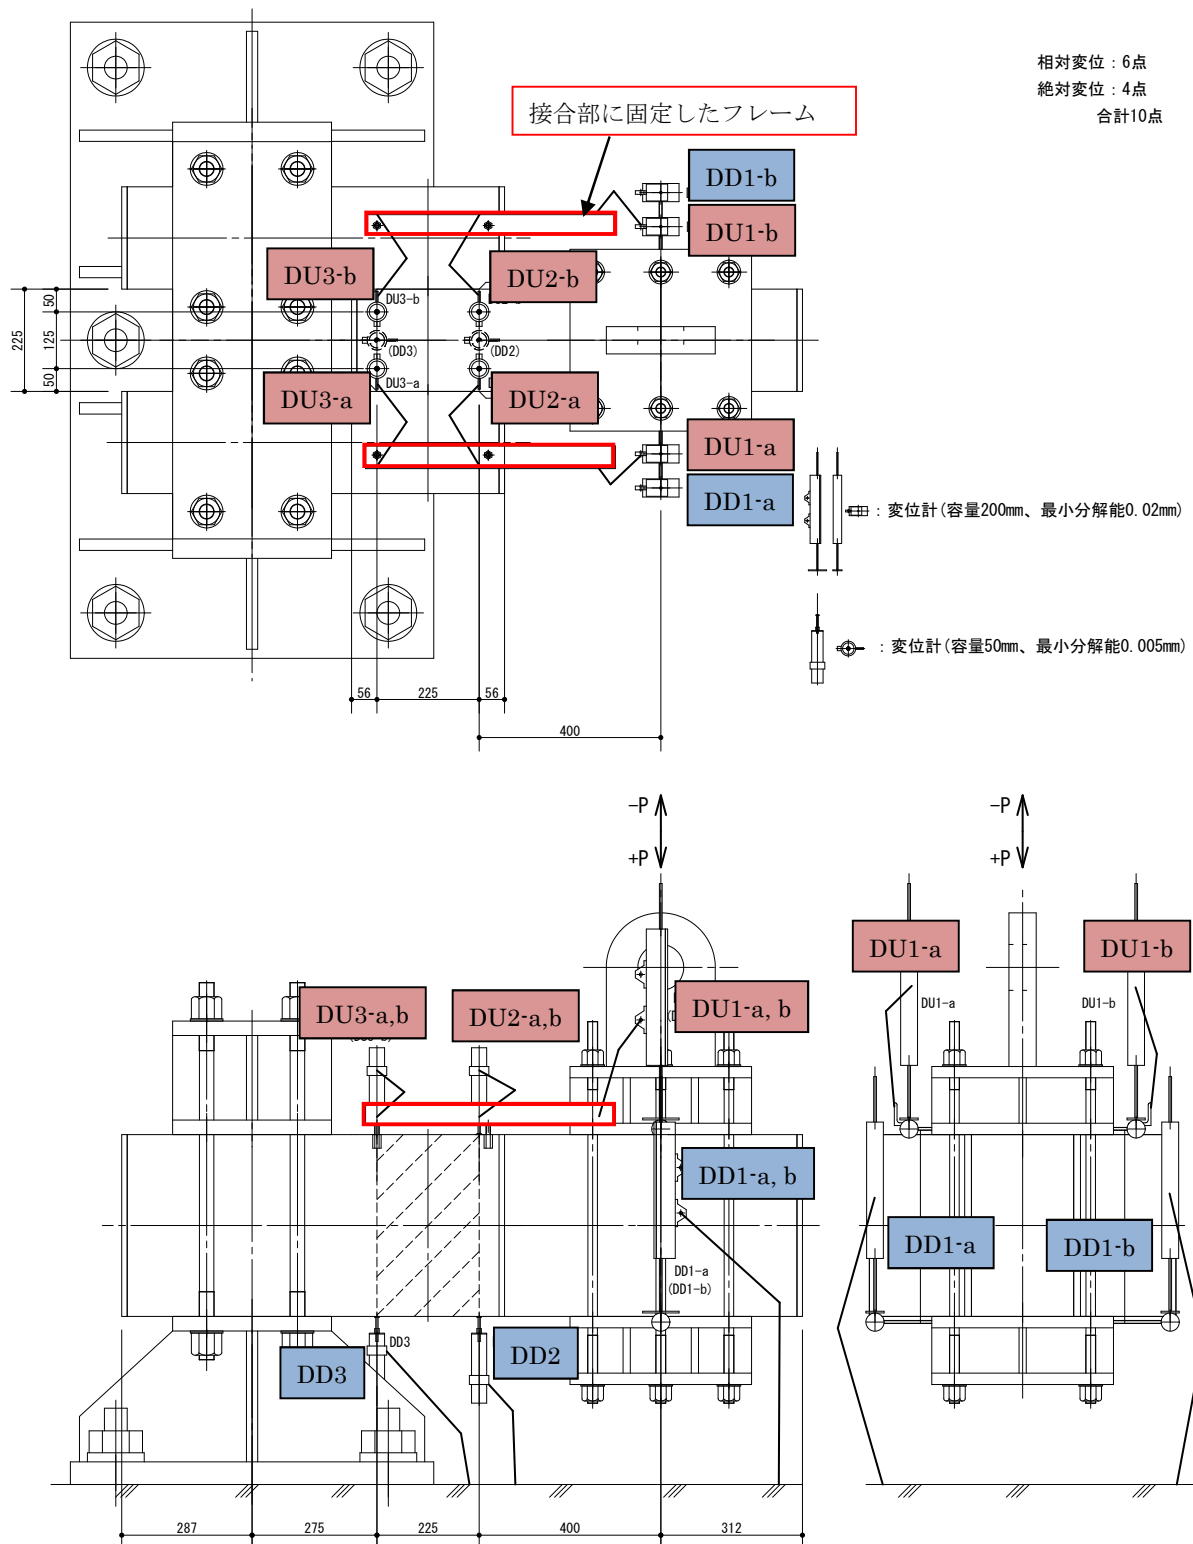 相対変位：6点
絶対変位：4点
合計10点
接合部に固定したフレーム
DD1-b
DU1-b
DU3-b
DU2-b
DU3-b
(DD3)
(DD2)
DU3-a
DU3-a
DU2-a
DU1-a
DD1-a
50
125
50
225
：変位計(容量200mm、最小分解能0.02mm)
：変位計(容量50mm、最小分解能0.005mm)
56
225
56
400
-P
+P
-P
+P
DU3-a,b
DU2-a,b
DU1-a, b
DU1-a
DU1-b
DU1-a
DU1-b
DD1-a, b
DD1-a
(DD1-b)
DD1-a
DD1-b
DD3
DD3
DD2
287
275
225
400
312